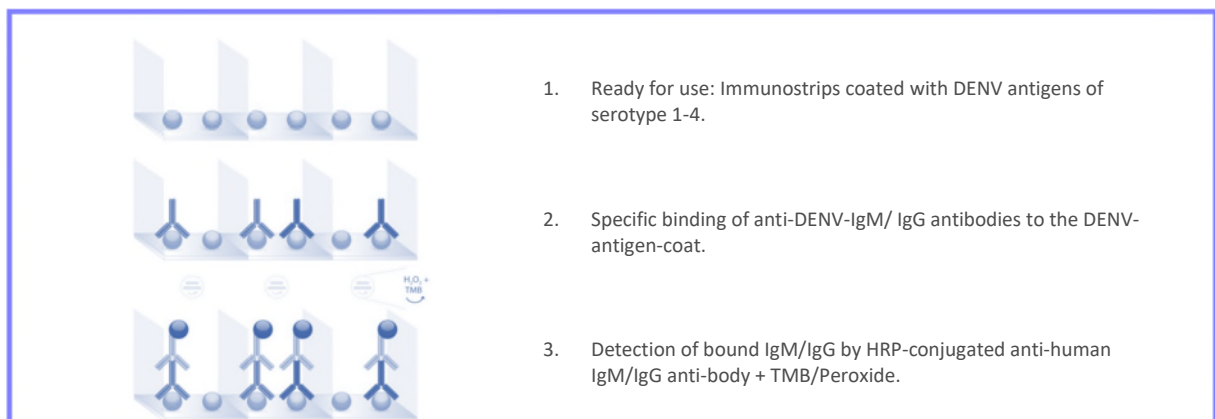 1. Ready for use: Immunostrips coated with DENV antigens of
serotype 1-4.
2. Specific binding of anti-DENV-IgM/ IgG antibodies to the DENV-
antigen-coat.
H₂O₂ +
TMB
3. Detection of bound IgM/IgG by HRP-conjugated anti-human
IgM/IgG anti-body + TMB/Peroxide.